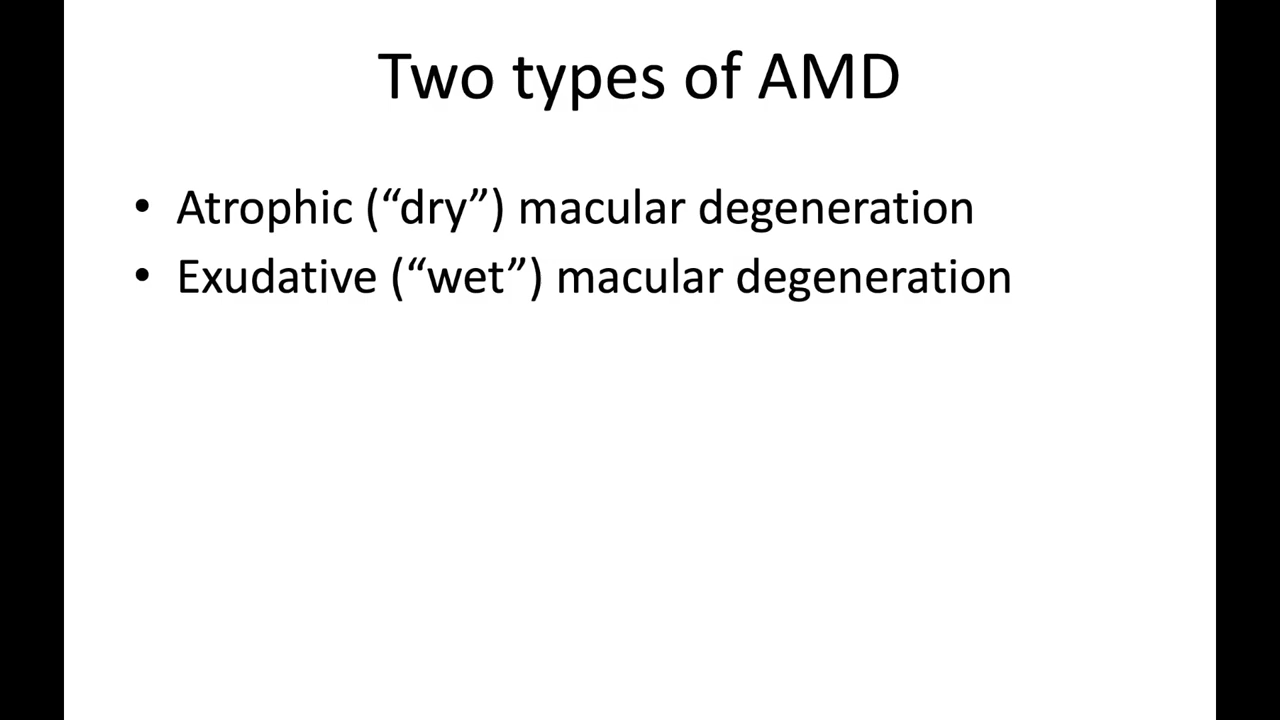 Two types of AMD
• Atrophic (“dry”) macular degeneration
• Exudative (“wet”) macular degeneration